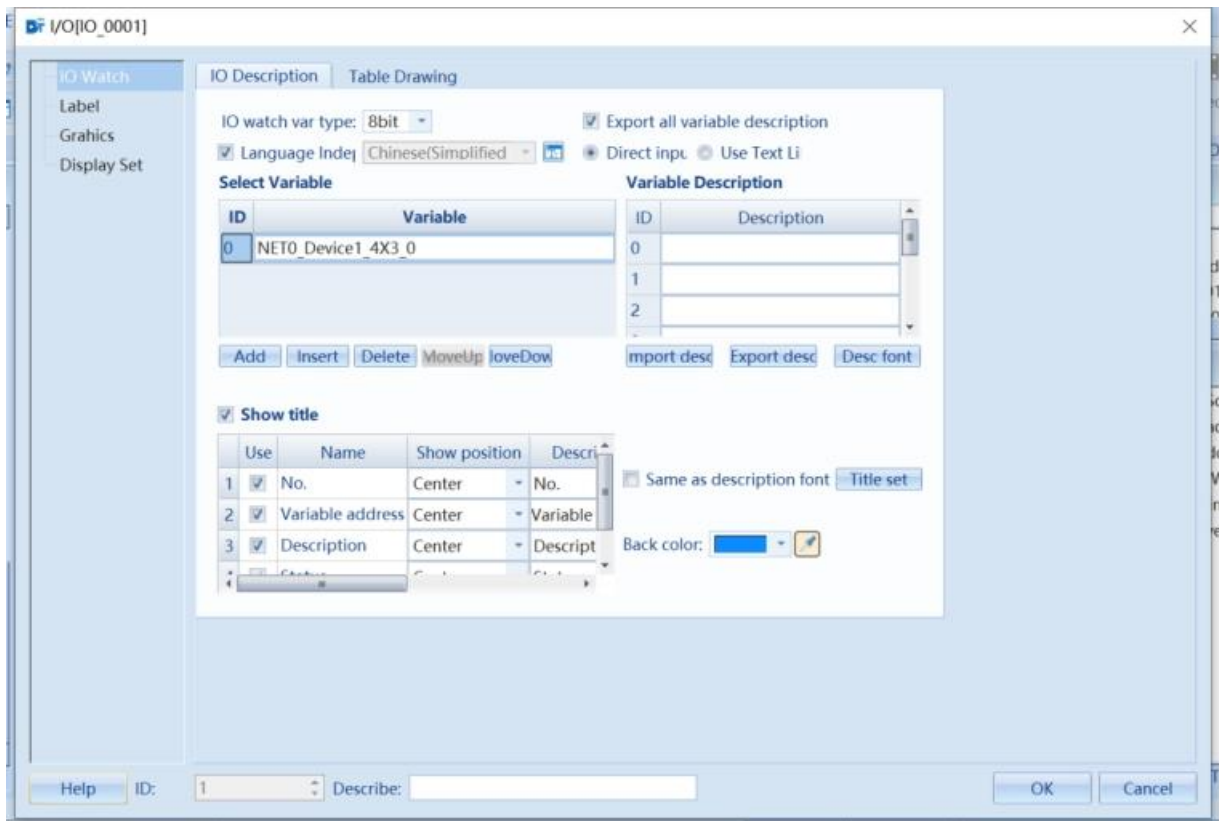 I/O[IO_0001]
IO Watch
Label
Grahics
Display Set
IO Description Table Drawing
IO watch var type: 8bit
Export all variable description
Language Inde Chinese(Simplified
Direct input Use Text Li
Select Variable
Variable Description
ID Variable
0 NET0_Device1_4X3_0
ID Description
0
1
2
Add Insert Delete MoveUp loveDow
mport desc Export desc Desc font
Show title
Use Name Show position Descri
1 No. Center No.
2 Variable address Center Variable
3 Description Center Descript
Same as description font Title set
Back color:
Help ID: 1 Describe:
OK Cancel